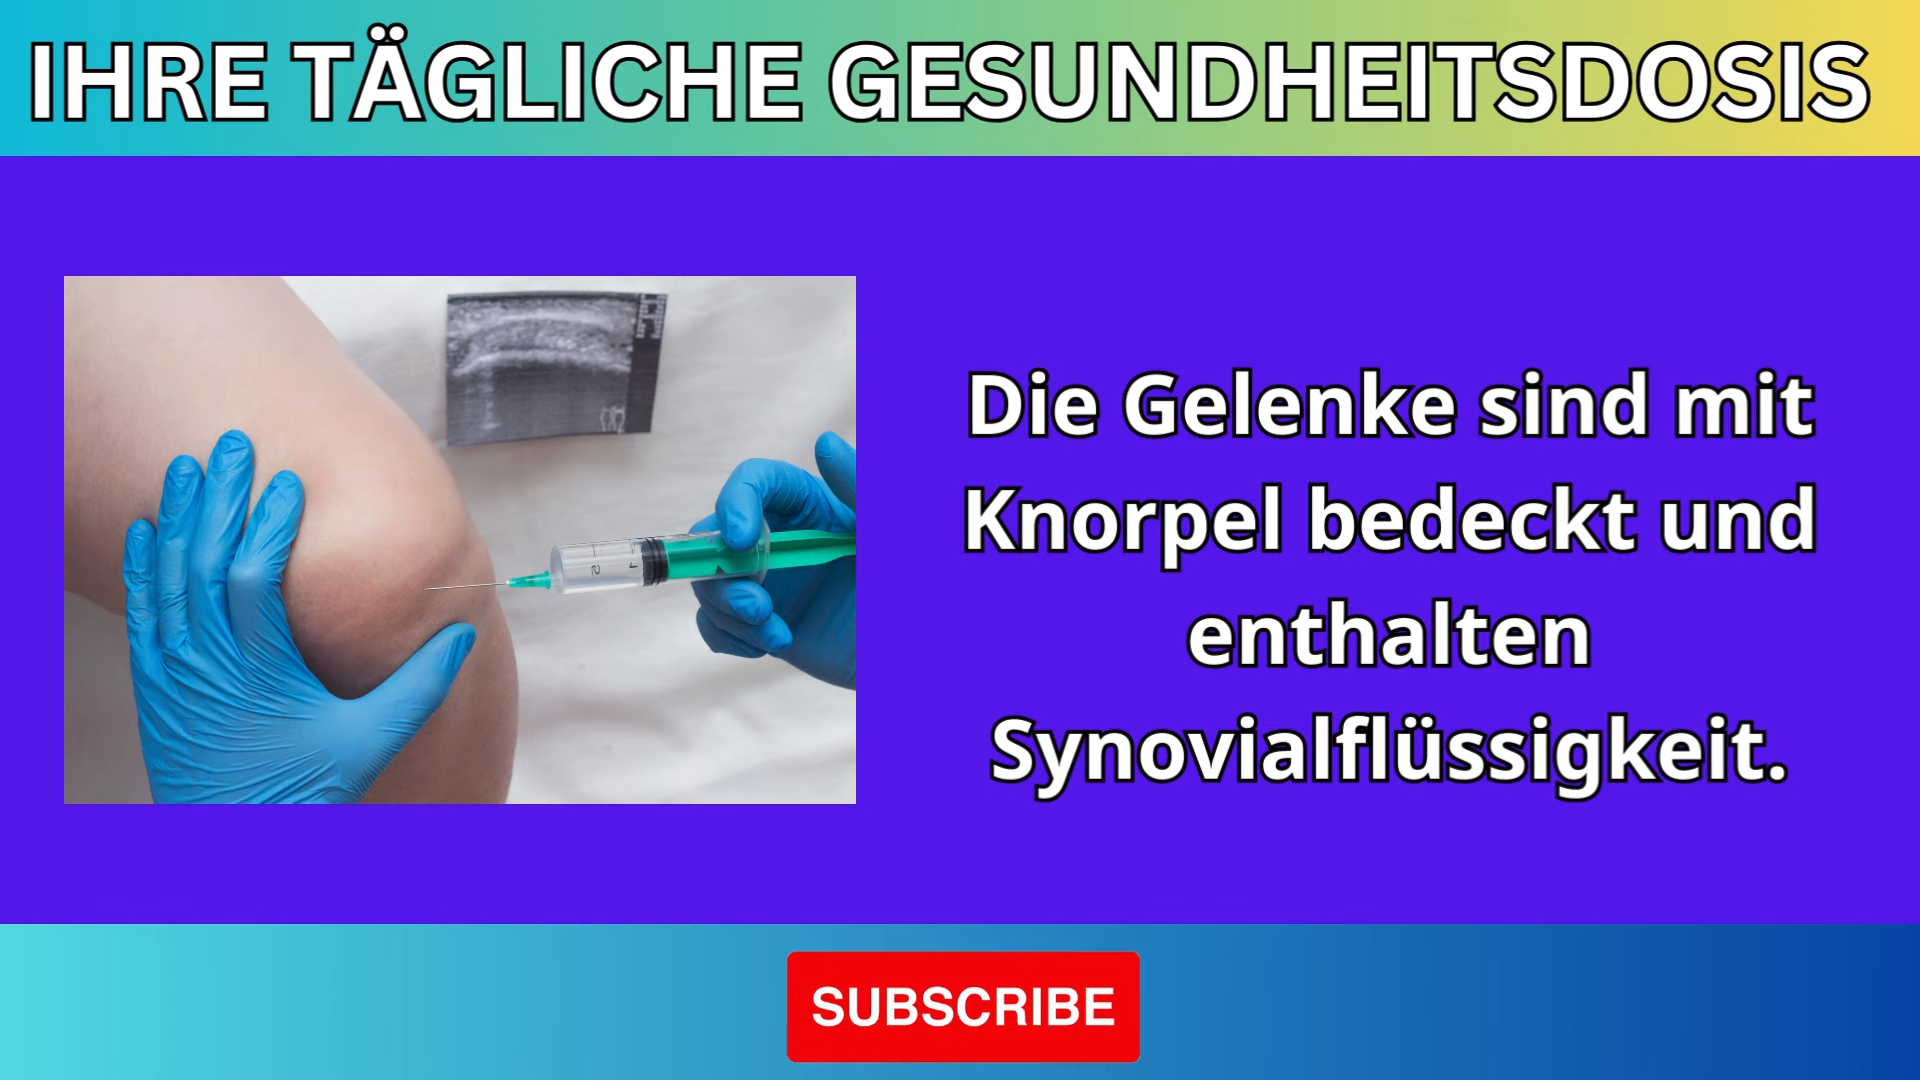 IHRE TÄGLICHE GESUNDHEITSDOSIS
Die Gelenke sind mit
Knorpel bedeckt und
enthalten
Synovialflüssigkeit.
SUBSCRIBE